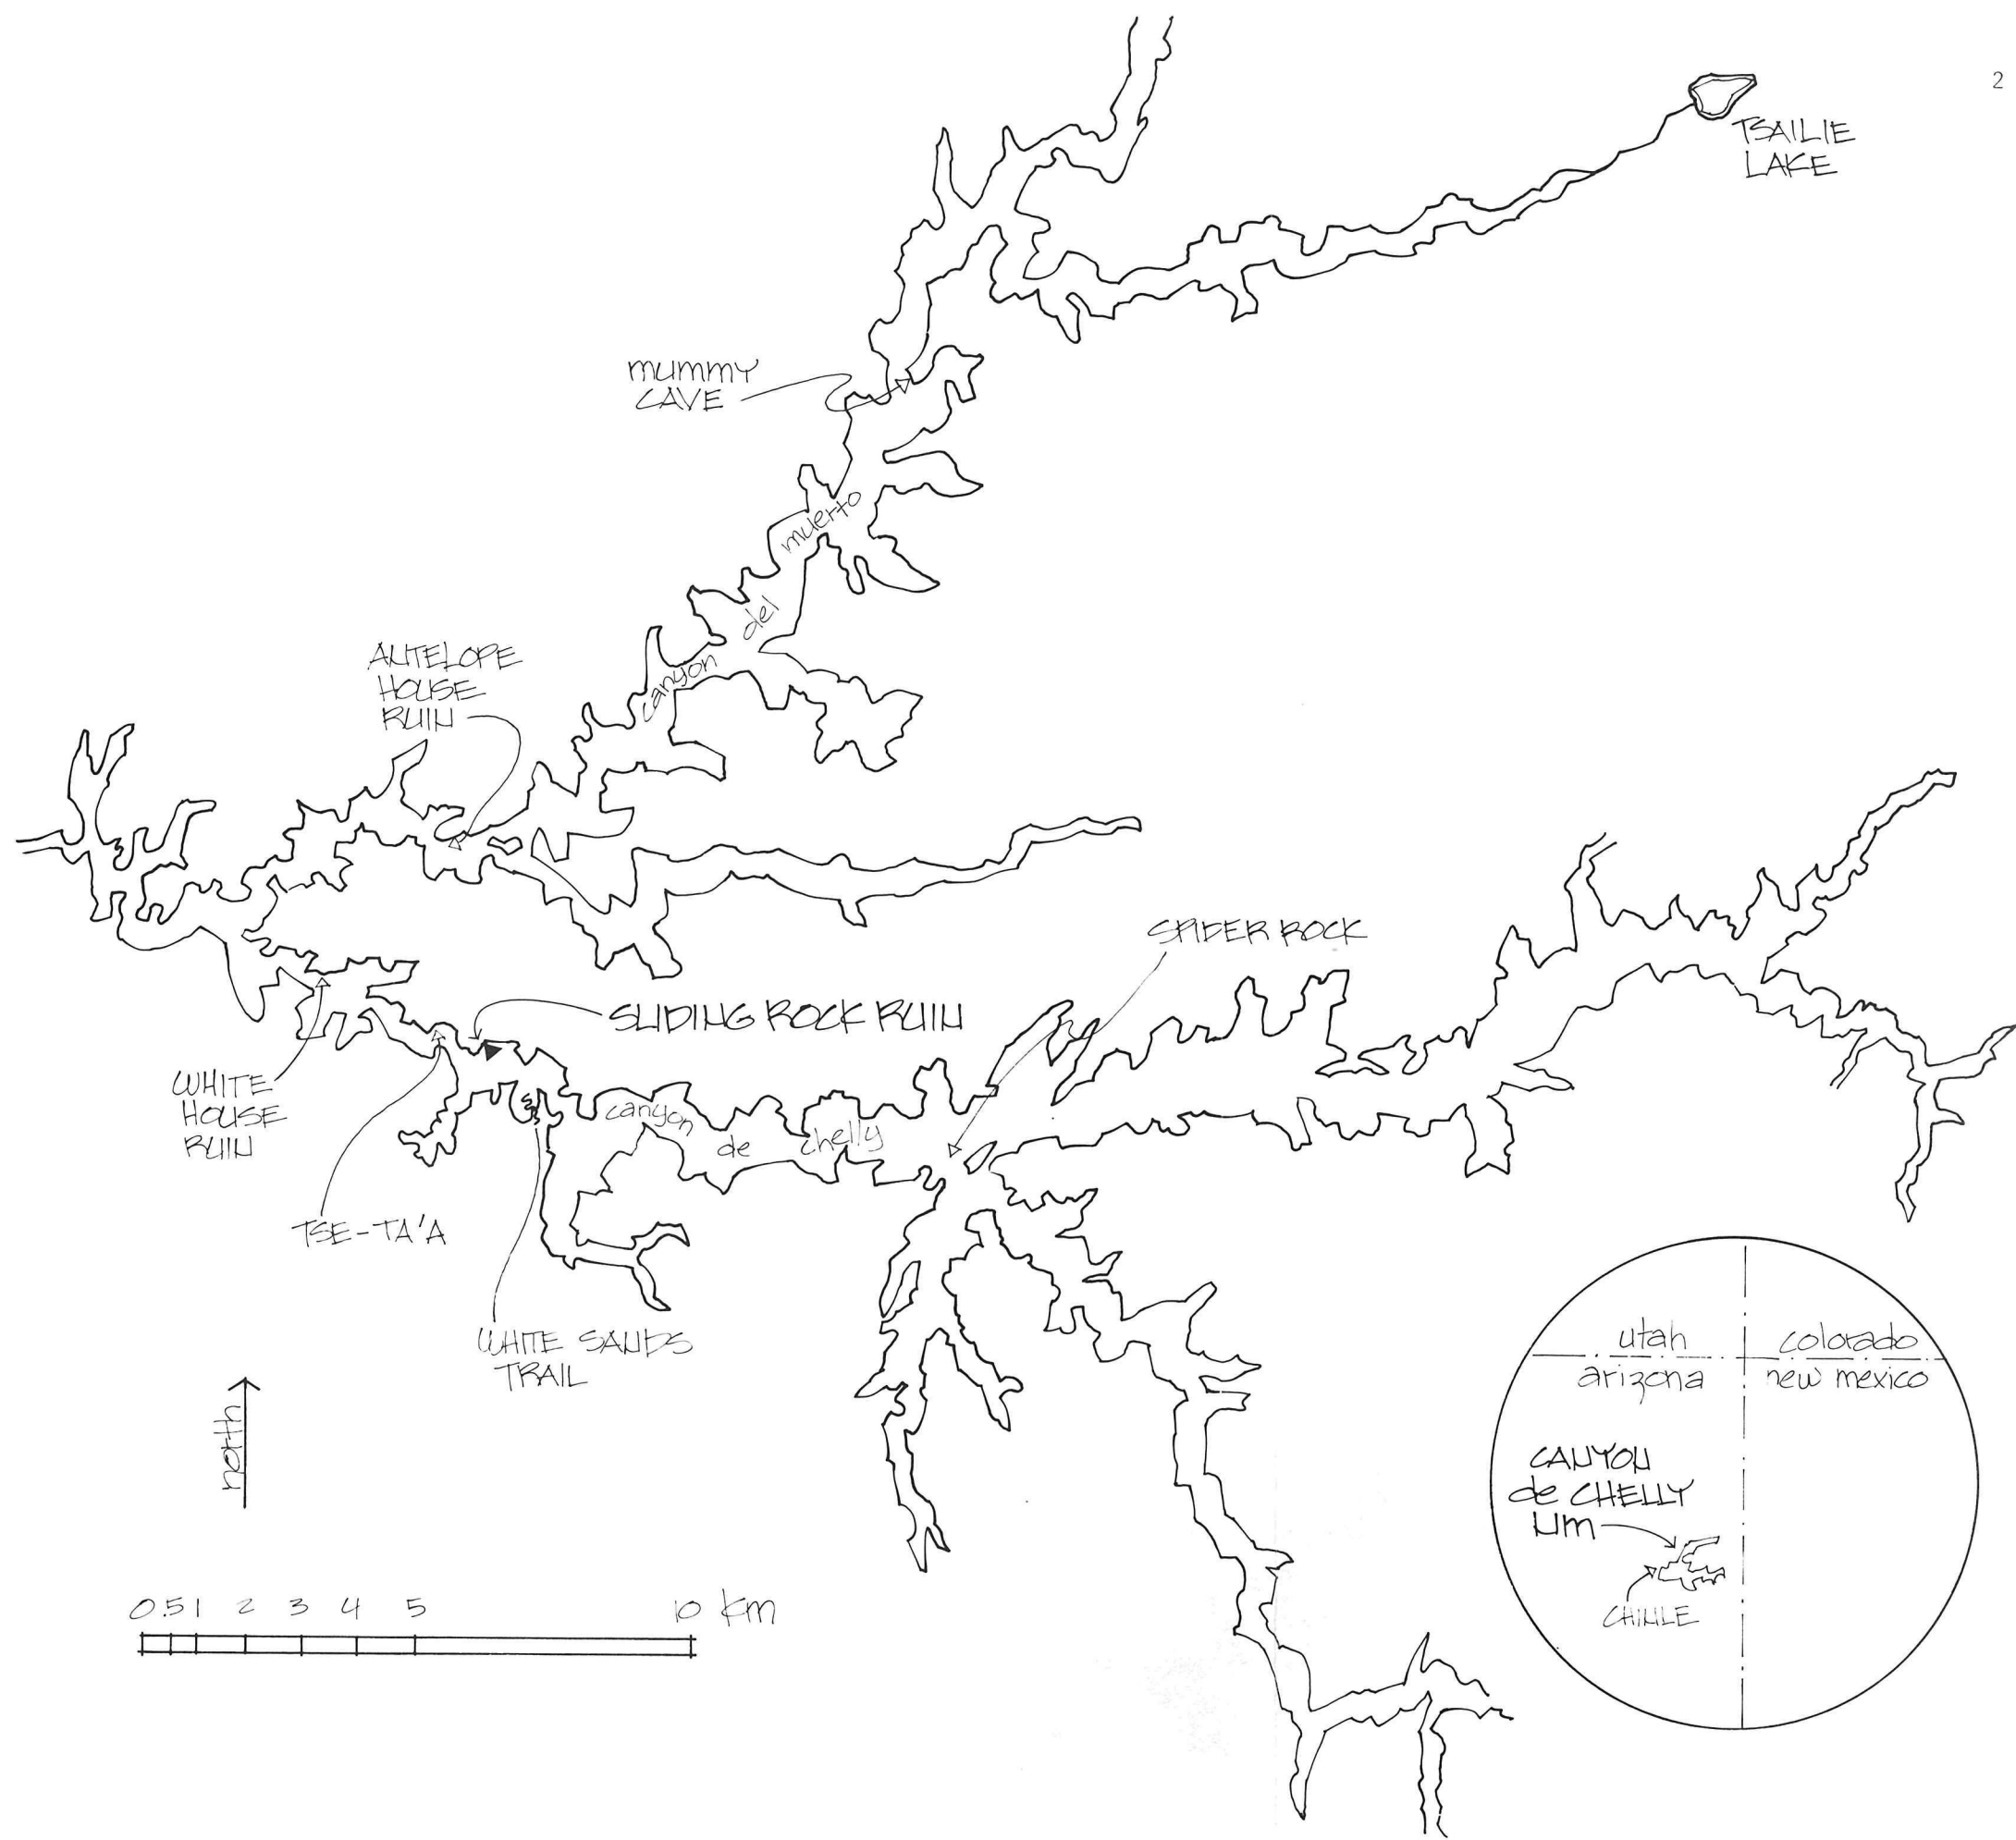 2
TSAILIE
LAKE
MUMMY
CAVE
canyon del muerto
ANTELOPE
HOUSE
RUIN
SPIDER ROCK
SLIDING ROCK RUIN
WHITE
HOUSE
RUIN
canyon de chelly
TSE-TA'A
WHITE SANDS
TRAIL
north
0 .5 1 2 3 4 5 10 km
utah colorado
arizona new mexico
CANYON
de CHELLY
NM
CHINLE